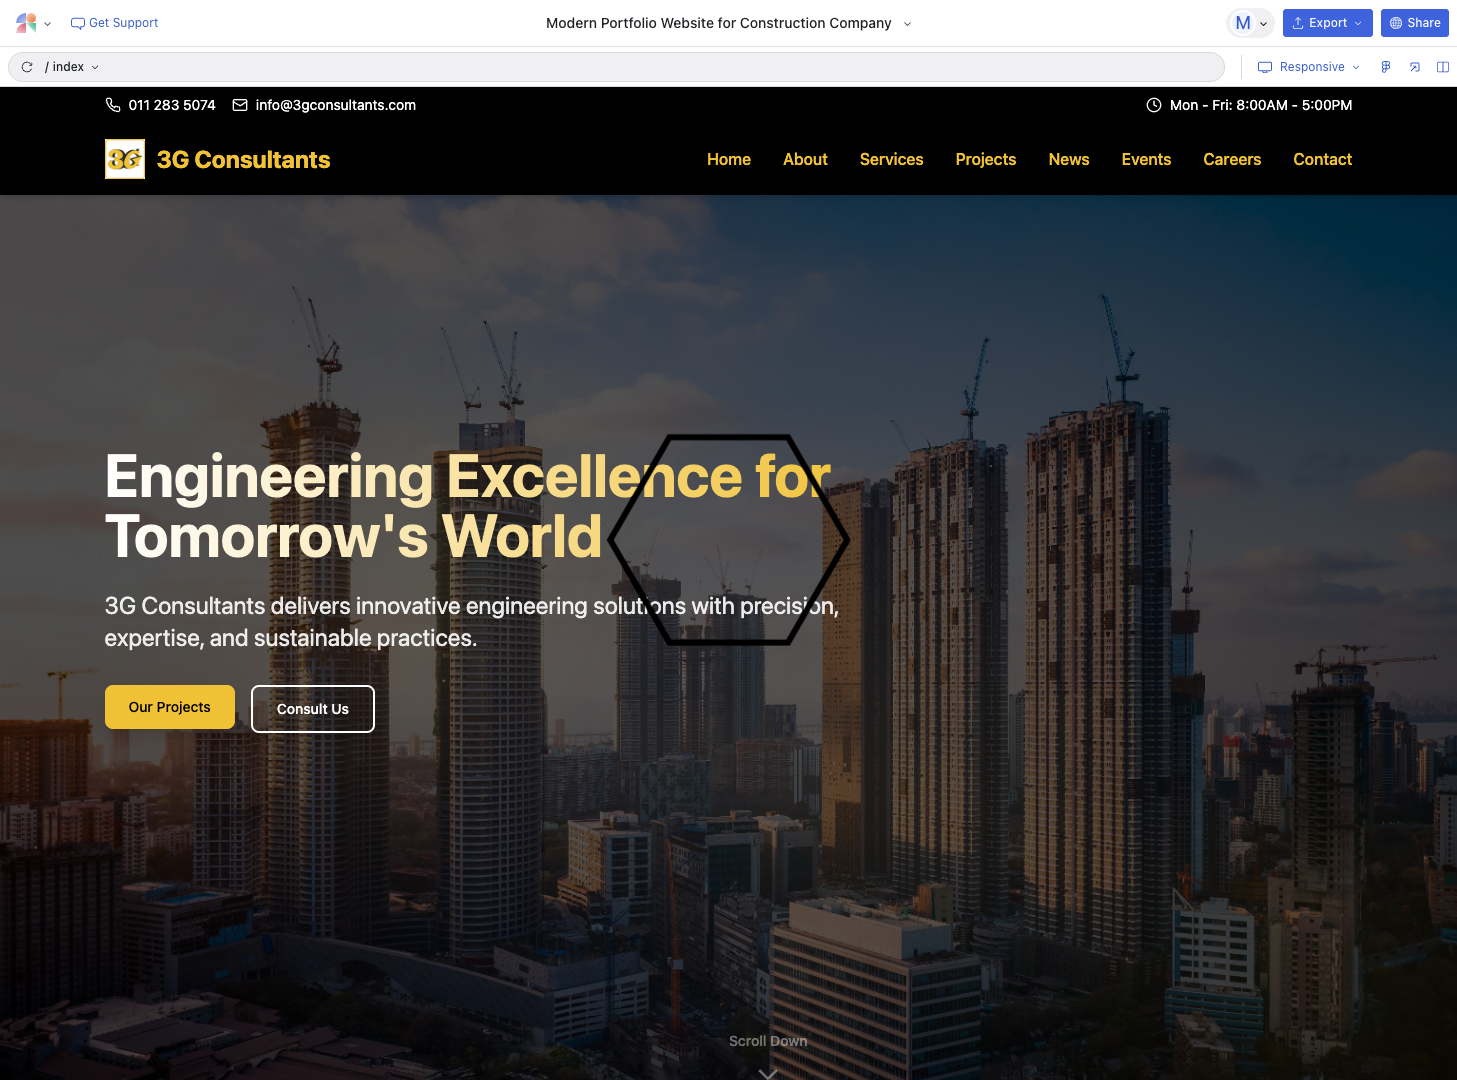 Get Support
Modern Portfolio Website for Construction Company
M
Export
Share
/ index
Responsive
011 283 5074
info@3gconsultants.com
Mon - Fri: 8:00AM - 5:00PM
3G
3G Consultants
Home
About
Services
Projects
News
Events
Careers
Contact
Engineering Excellence for
Tomorrow's World
3G Consultants delivers innovative engineering solutions with precision,
expertise, and sustainable practices.
Our Projects
Consult Us
Scroll Down